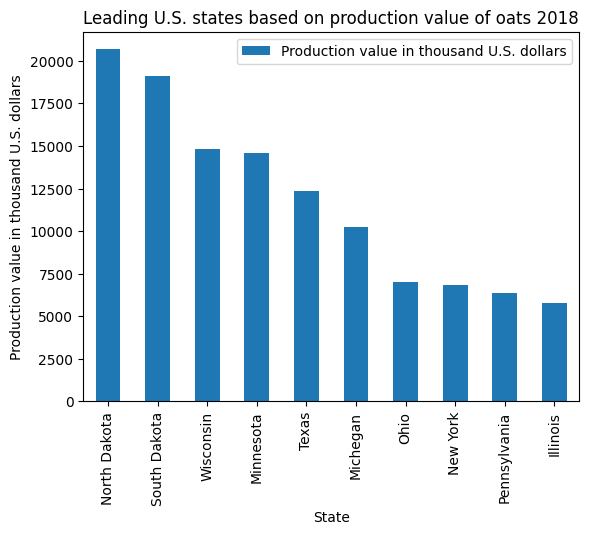 Leading U.S. states based on production value of oats 2018
Production value in thousand U.S. dollars
Production value in thousand U.S. dollars
20000
17500
15000
12500
10000
7500
5000
2500
0
North Dakota
South Dakota
Wisconsin
Minnesota
Texas
Michegan
Ohio
New York
Pennsylvania
Illinois
State